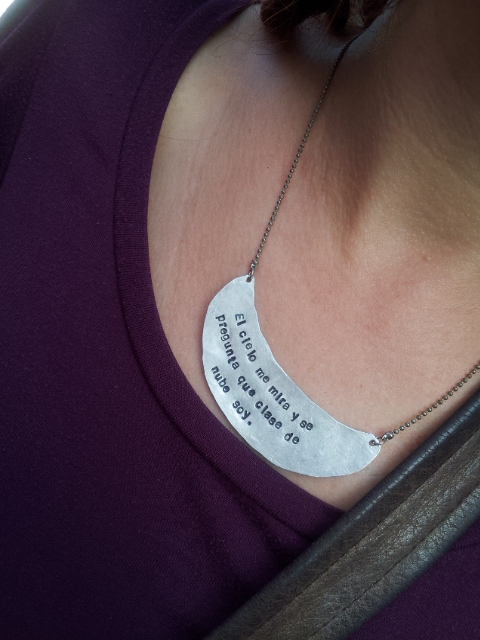 El cielo me mira y se
pregunta que clase de
nube soy.